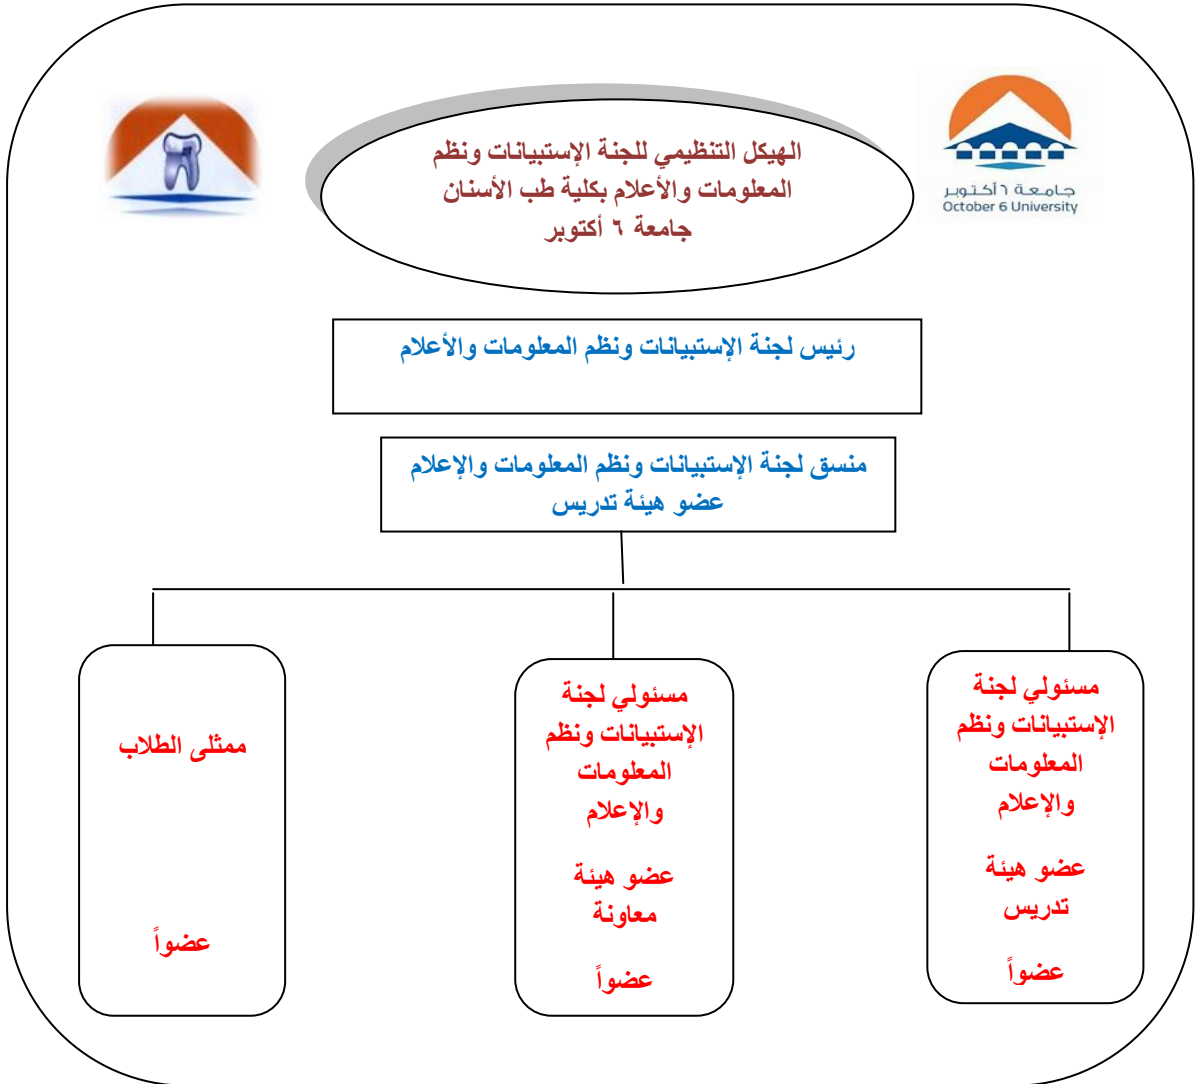 جامعة ٦ أكتوبر
October 6 University
الهيكل التنظيمي للجنة الإستبيانات ونظم
المعلومات والأعلام بكلية طب الأسنان
جامعة ٦ أكتوبر
رئيس لجنة الإستبيانات ونظم المعلومات والأعلام
منسق لجنة الإستبيانات ونظم المعلومات والإعلام
عضو هيئة تدريس
مسئولي لجنة
الإستبيانات ونظم
المعلومات
والإعلام
عضو هيئة
تدريس
عضواً
مسئولي لجنة
الإستبيانات ونظم
المعلومات
والإعلام
عضو هيئة
معاونة
عضواً
ممثلى الطلاب
عضواً